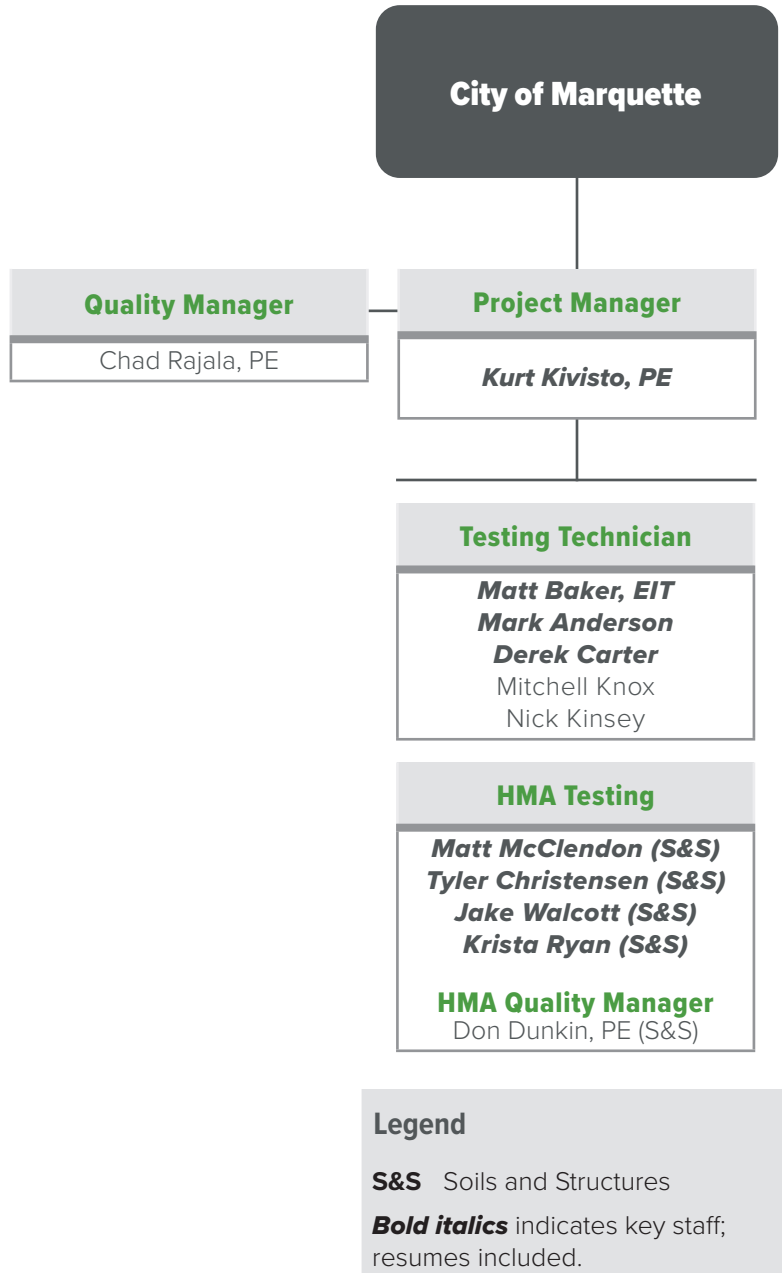 City of Marquette
Quality Manager
Chad Rajala, PE
Project Manager
Kurt Kivisto, PE
Testing Technician
Matt Baker, EIT
Mark Anderson
Derek Carter
Mitchell Knox
Nick Kinsey
HMA Testing
Matt McClendon (S&S)
Tyler Christensen (S&S)
Jake Walcott (S&S)
Krista Ryan (S&S)
HMA Quality Manager
Don Dunkin, PE (S&S)
Legend
S&S Soils and Structures
Bold italics indicates key staff;
resumes included.